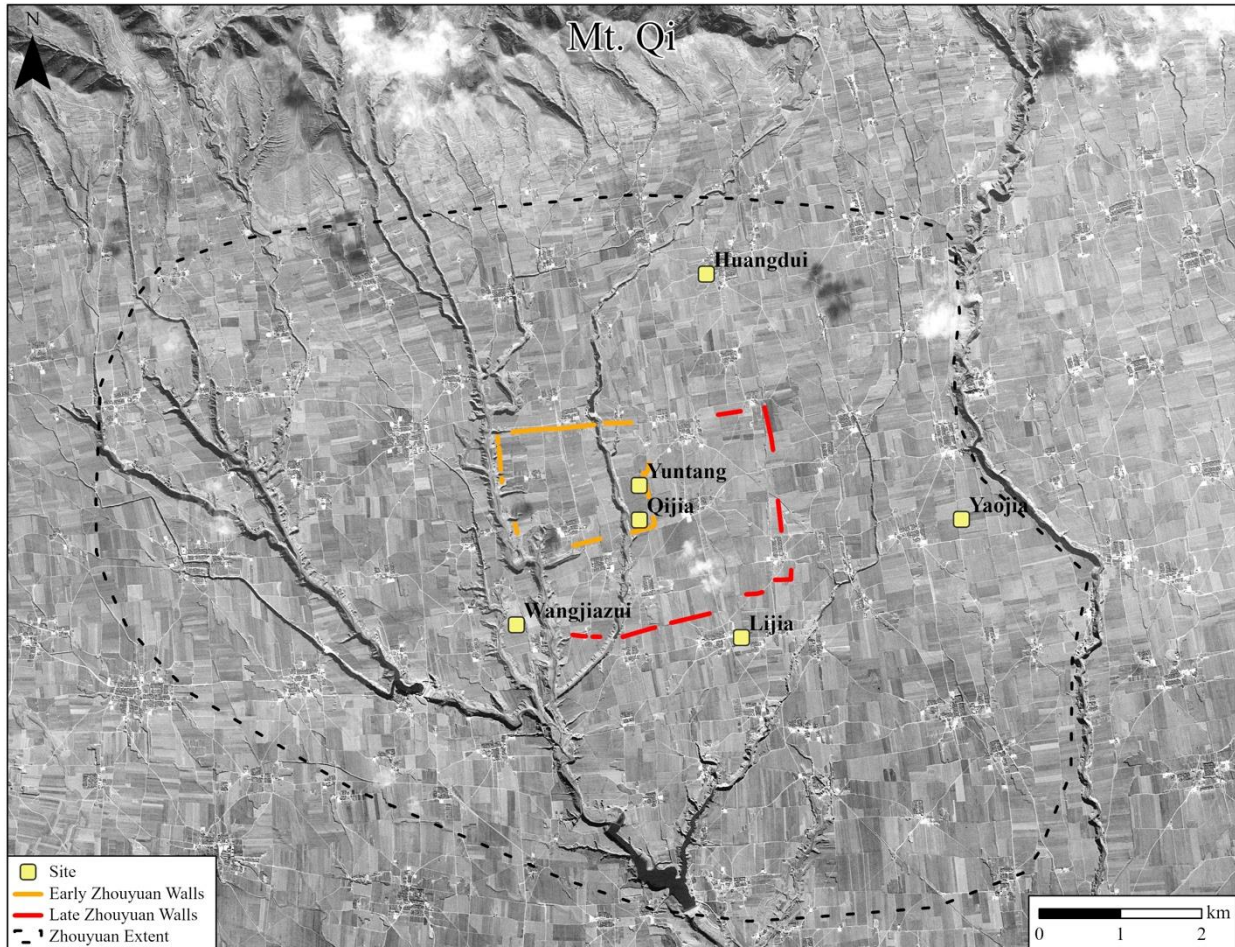 Mt. Qi
N
Huangdui
Yuntang
Qijia
Yaojia
Wangjiazui
Lijia
Site
Early Zhouyuan Walls
Late Zhouyuan Walls
Zhouyuan Extent
km
0 1 2